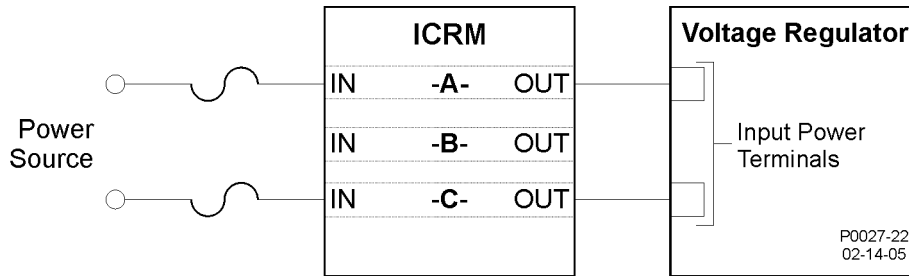 ICRM
Voltage Regulator
IN -A- OUT
Power
Source
IN -B- OUT
Input Power
Terminals
IN -C- OUT
P0027-22
02-14-05